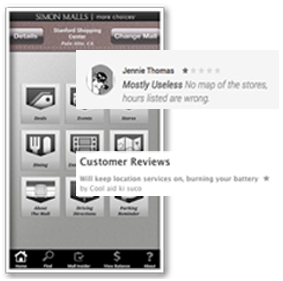 SIMON MALLS | more choices
Details
Stanford Shopping
Center
Palo Alto, CA
Change Mall
Jennie Thomas ★
Mostly Useless No map of the stores,
hours listed are wrong.
Deals
Events
Stores
Dining
Customer Reviews
Will keep location services on, burning your battery ★
by Cool aid ki suco
About
The Mall
Driving
Directions
Parking
Reminder
Home
Find
Mall Insider
View Balance
About